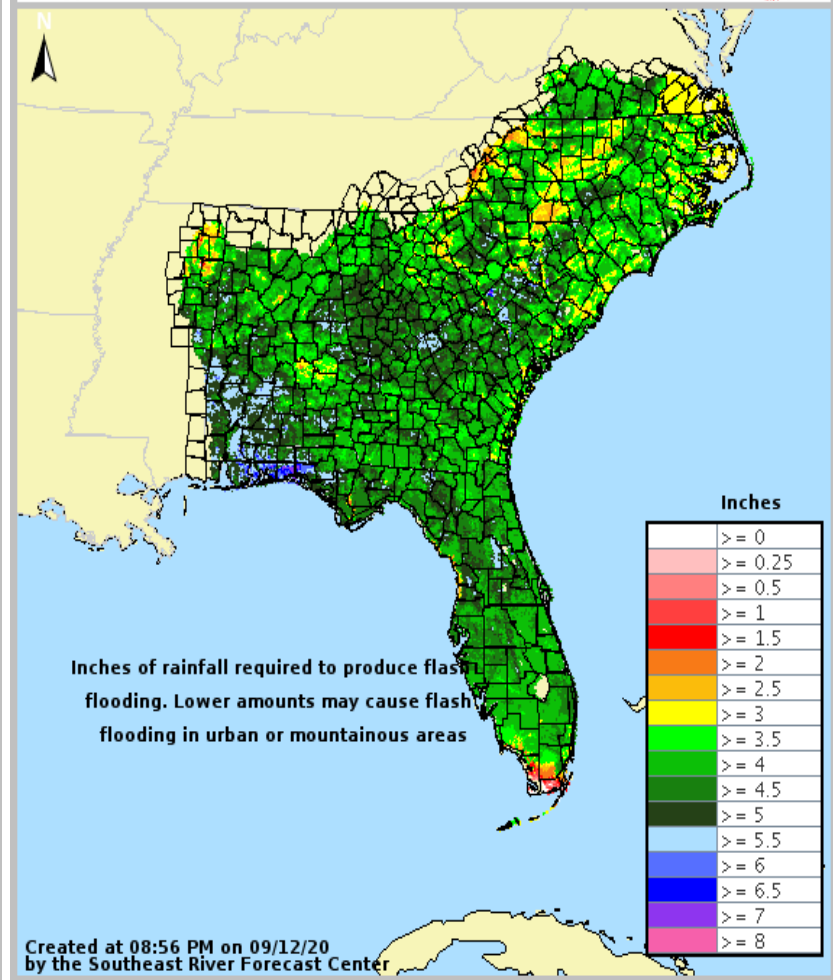 N
Inches
>= 0
>= 0.25
>= 0.5
>= 1
>= 1.5
>= 2
>= 2.5
>= 3
>= 3.5
>= 4
>= 4.5
>= 5
>= 5.5
>= 6
>= 6.5
>= 7
>= 8
Inches of rainfall required to produce flash
flooding. Lower amounts may cause flash
flooding in urban or mountainous areas
Created at 08:56 PM on 09/12/20
by the Southeast River Forecast Center